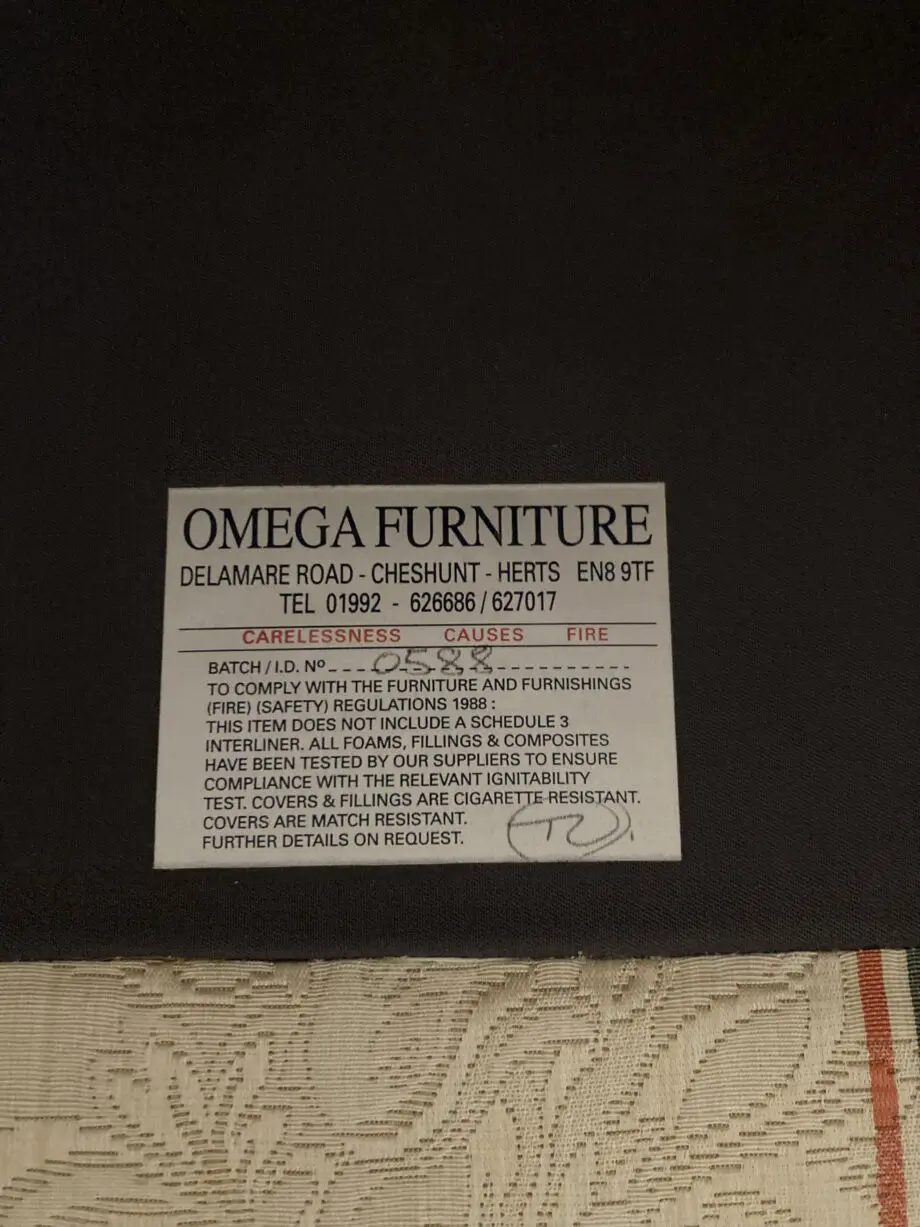 OMEGA FURNITURE
DELAMARE ROAD - CHESHUNT - HERTS EN8 9TF
TEL 01992 - 626686 / 627017
CARELESSNESS CAUSES FIRE
BATCH / I.D. Nº 0588
TO COMPLY WITH THE FURNITURE AND FURNISHINGS
(FIRE) (SAFETY) REGULATIONS 1988 :
THIS ITEM DOES NOT INCLUDE A SCHEDULE 3
INTERLINER. ALL FOAMS, FILLINGS & COMPOSITES
HAVE BEEN TESTED BY OUR SUPPLIERS TO ENSURE
COMPLIANCE WITH THE RELEVANT IGNITABILITY
TEST. COVERS & FILLINGS ARE CIGARETTE RESISTANT.
COVERS ARE MATCH RESISTANT.
FURTHER DETAILS ON REQUEST.